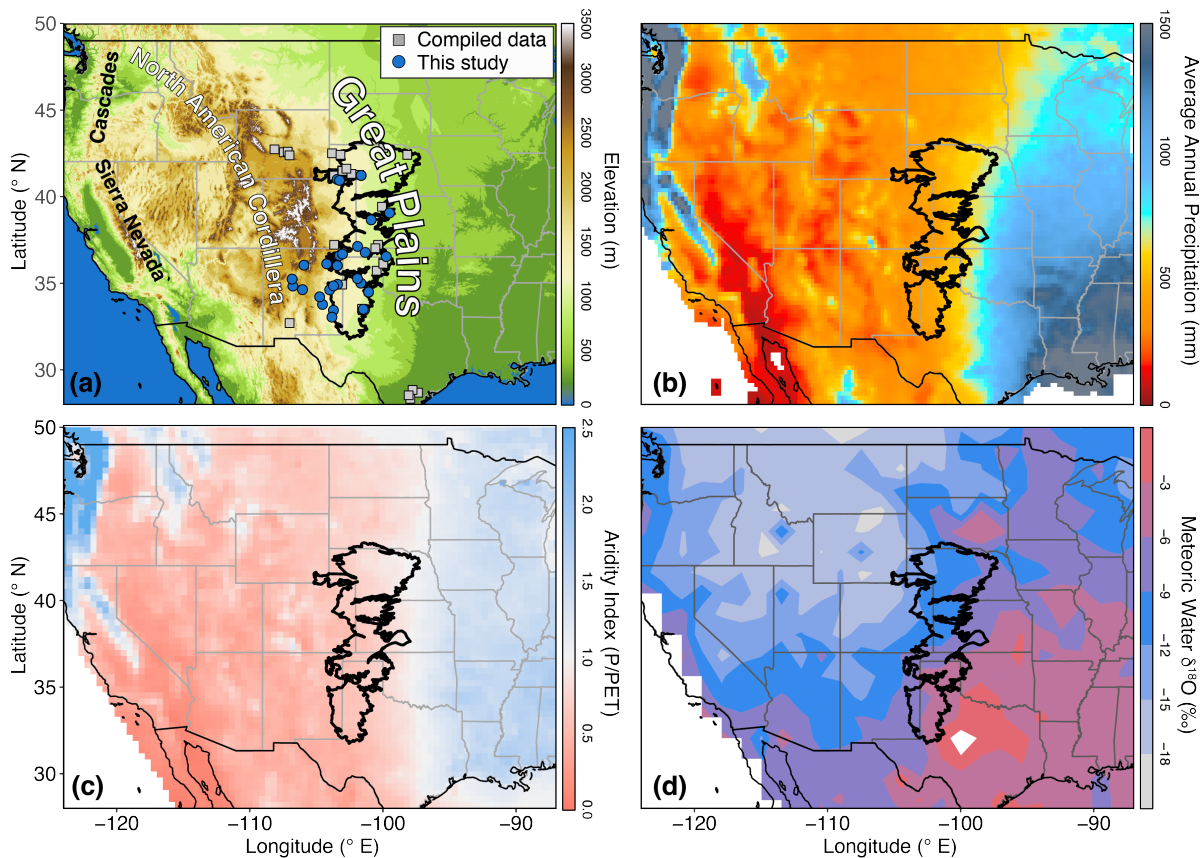 50
45
40
35
30
Latitude (° N)
Cascades
Sierra Nevada
North American Cordillera
Great Plains
Compiled data
This study
(a)
3500
3000
2500
2000
1500
1000
500
0
Elevation (m)
(b)
1500
1000
500
0
Average Annual Precipitation (mm)
50
45
40
35
30
Latitude (° N)
(c)
−120
−110
−100
−90
Longitude (° E)
2.5
2.0
1.5
1.0
0.5
0.0
Aridity Index (P/PET)
(d)
−120
−110
−100
−90
Longitude (° E)
−3
−6
−9
−12
−15
−18
Meteoric Water δ¹⁸O (‰)